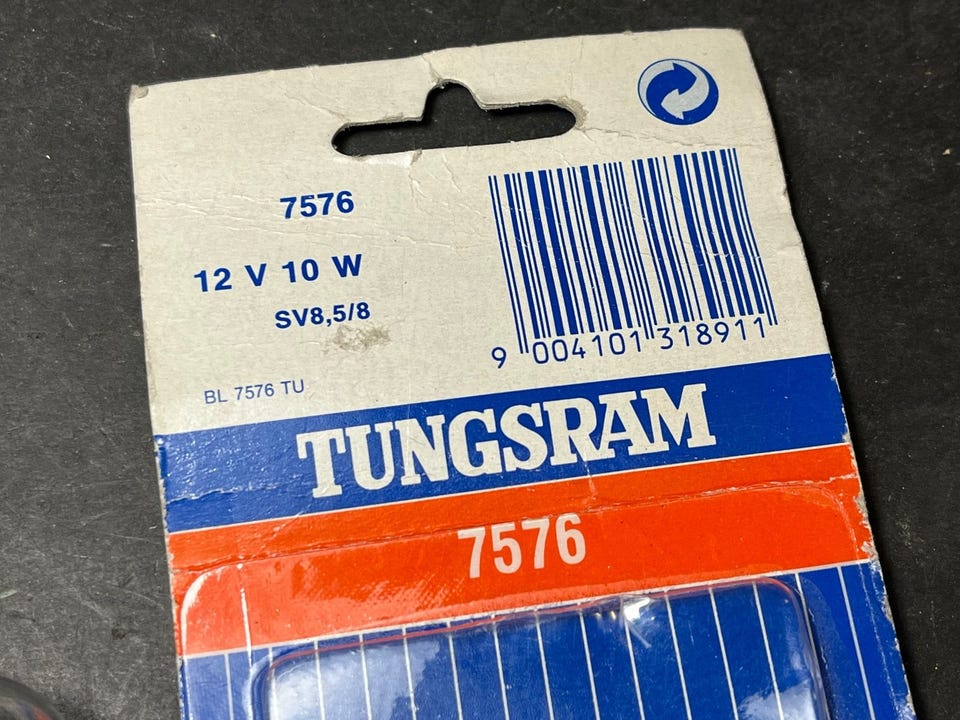 7576
12 V 10 W
SV8,5/8
BL 7576 TU
9 004101 318911
TUNGSRAM
7576